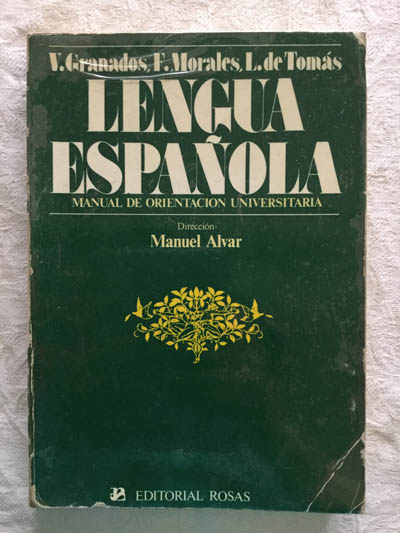 V. Granados, F. Morales, L. de Tomás
LENGUA
ESPAÑOLA
MANUAL DE ORIENTACION UNIVERSITARIA
Dirección:
Manuel Alvar
EDITORIAL ROSAS